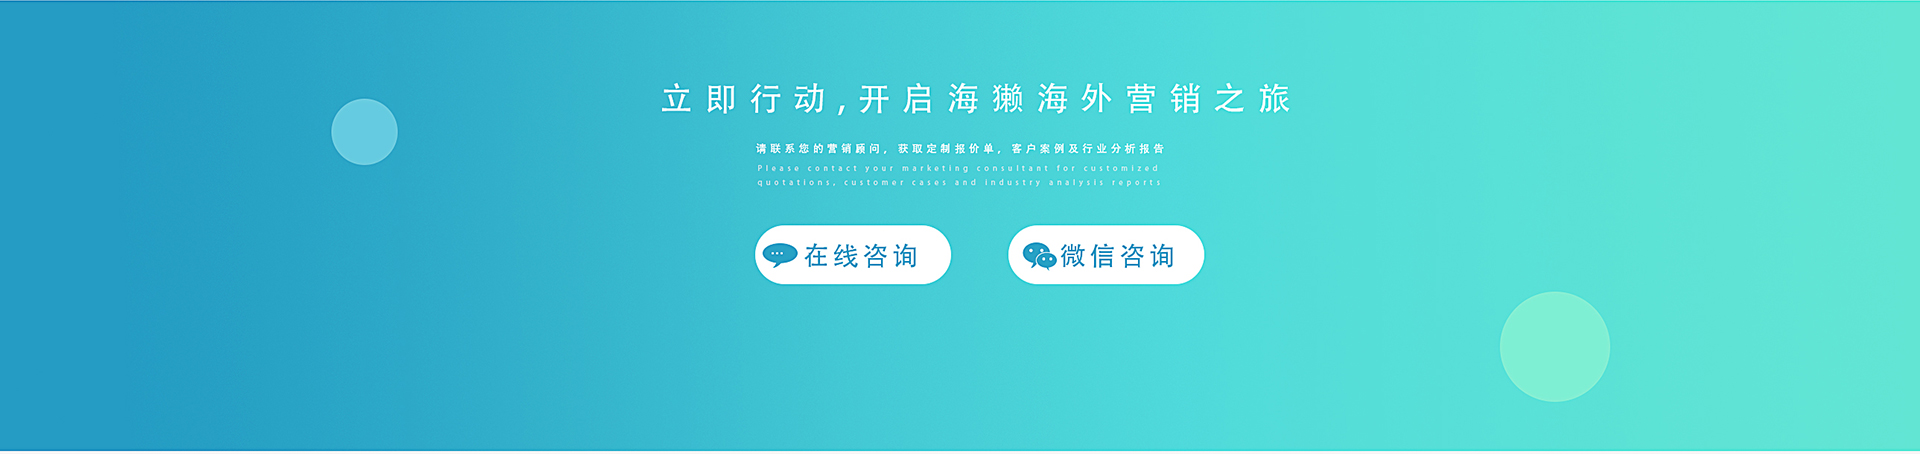 立即行动,开启海獭海外营销之旅
请联系您的营销顾问，获取定制报价单，客户案例及行业分析报告
Please contact your marketing consultant for customized
quotations, customer cases and industry analysis reports
在线咨询
微信咨询